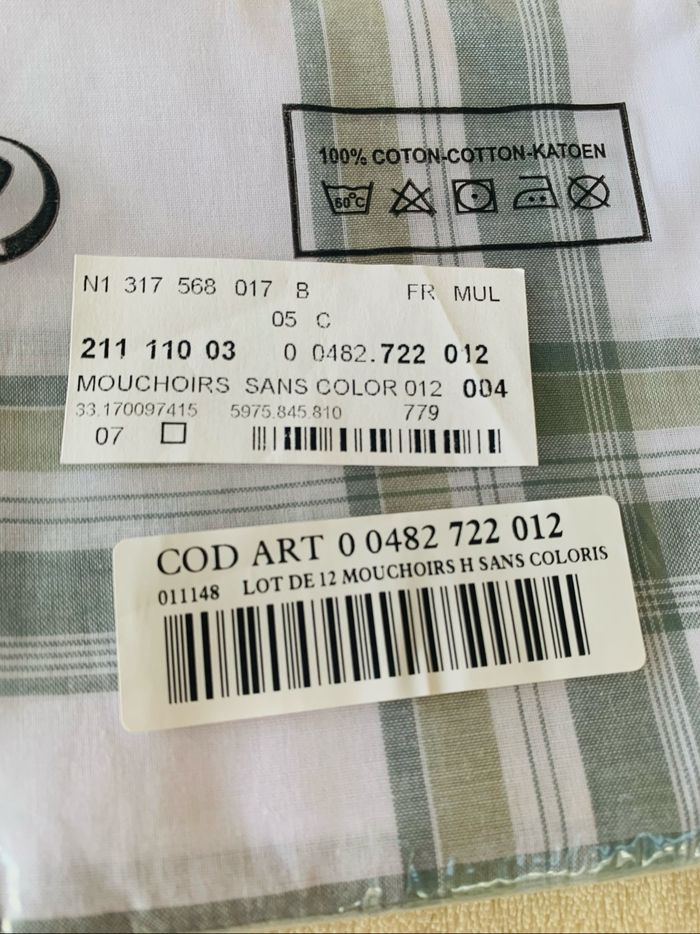 100% COTON-COTTON-KATOEN
60°C
N1 317 568 017 B FR MUL
05 C
211 110 03 0 0482.722 012
MOUCHOIRS SANS COLOR 012 004
33.170097415 5975.845.810 779
07
COD ART 0 0482 722 012
011148 LOT DE 12 MOUCHOIRS H SANS COLORIS